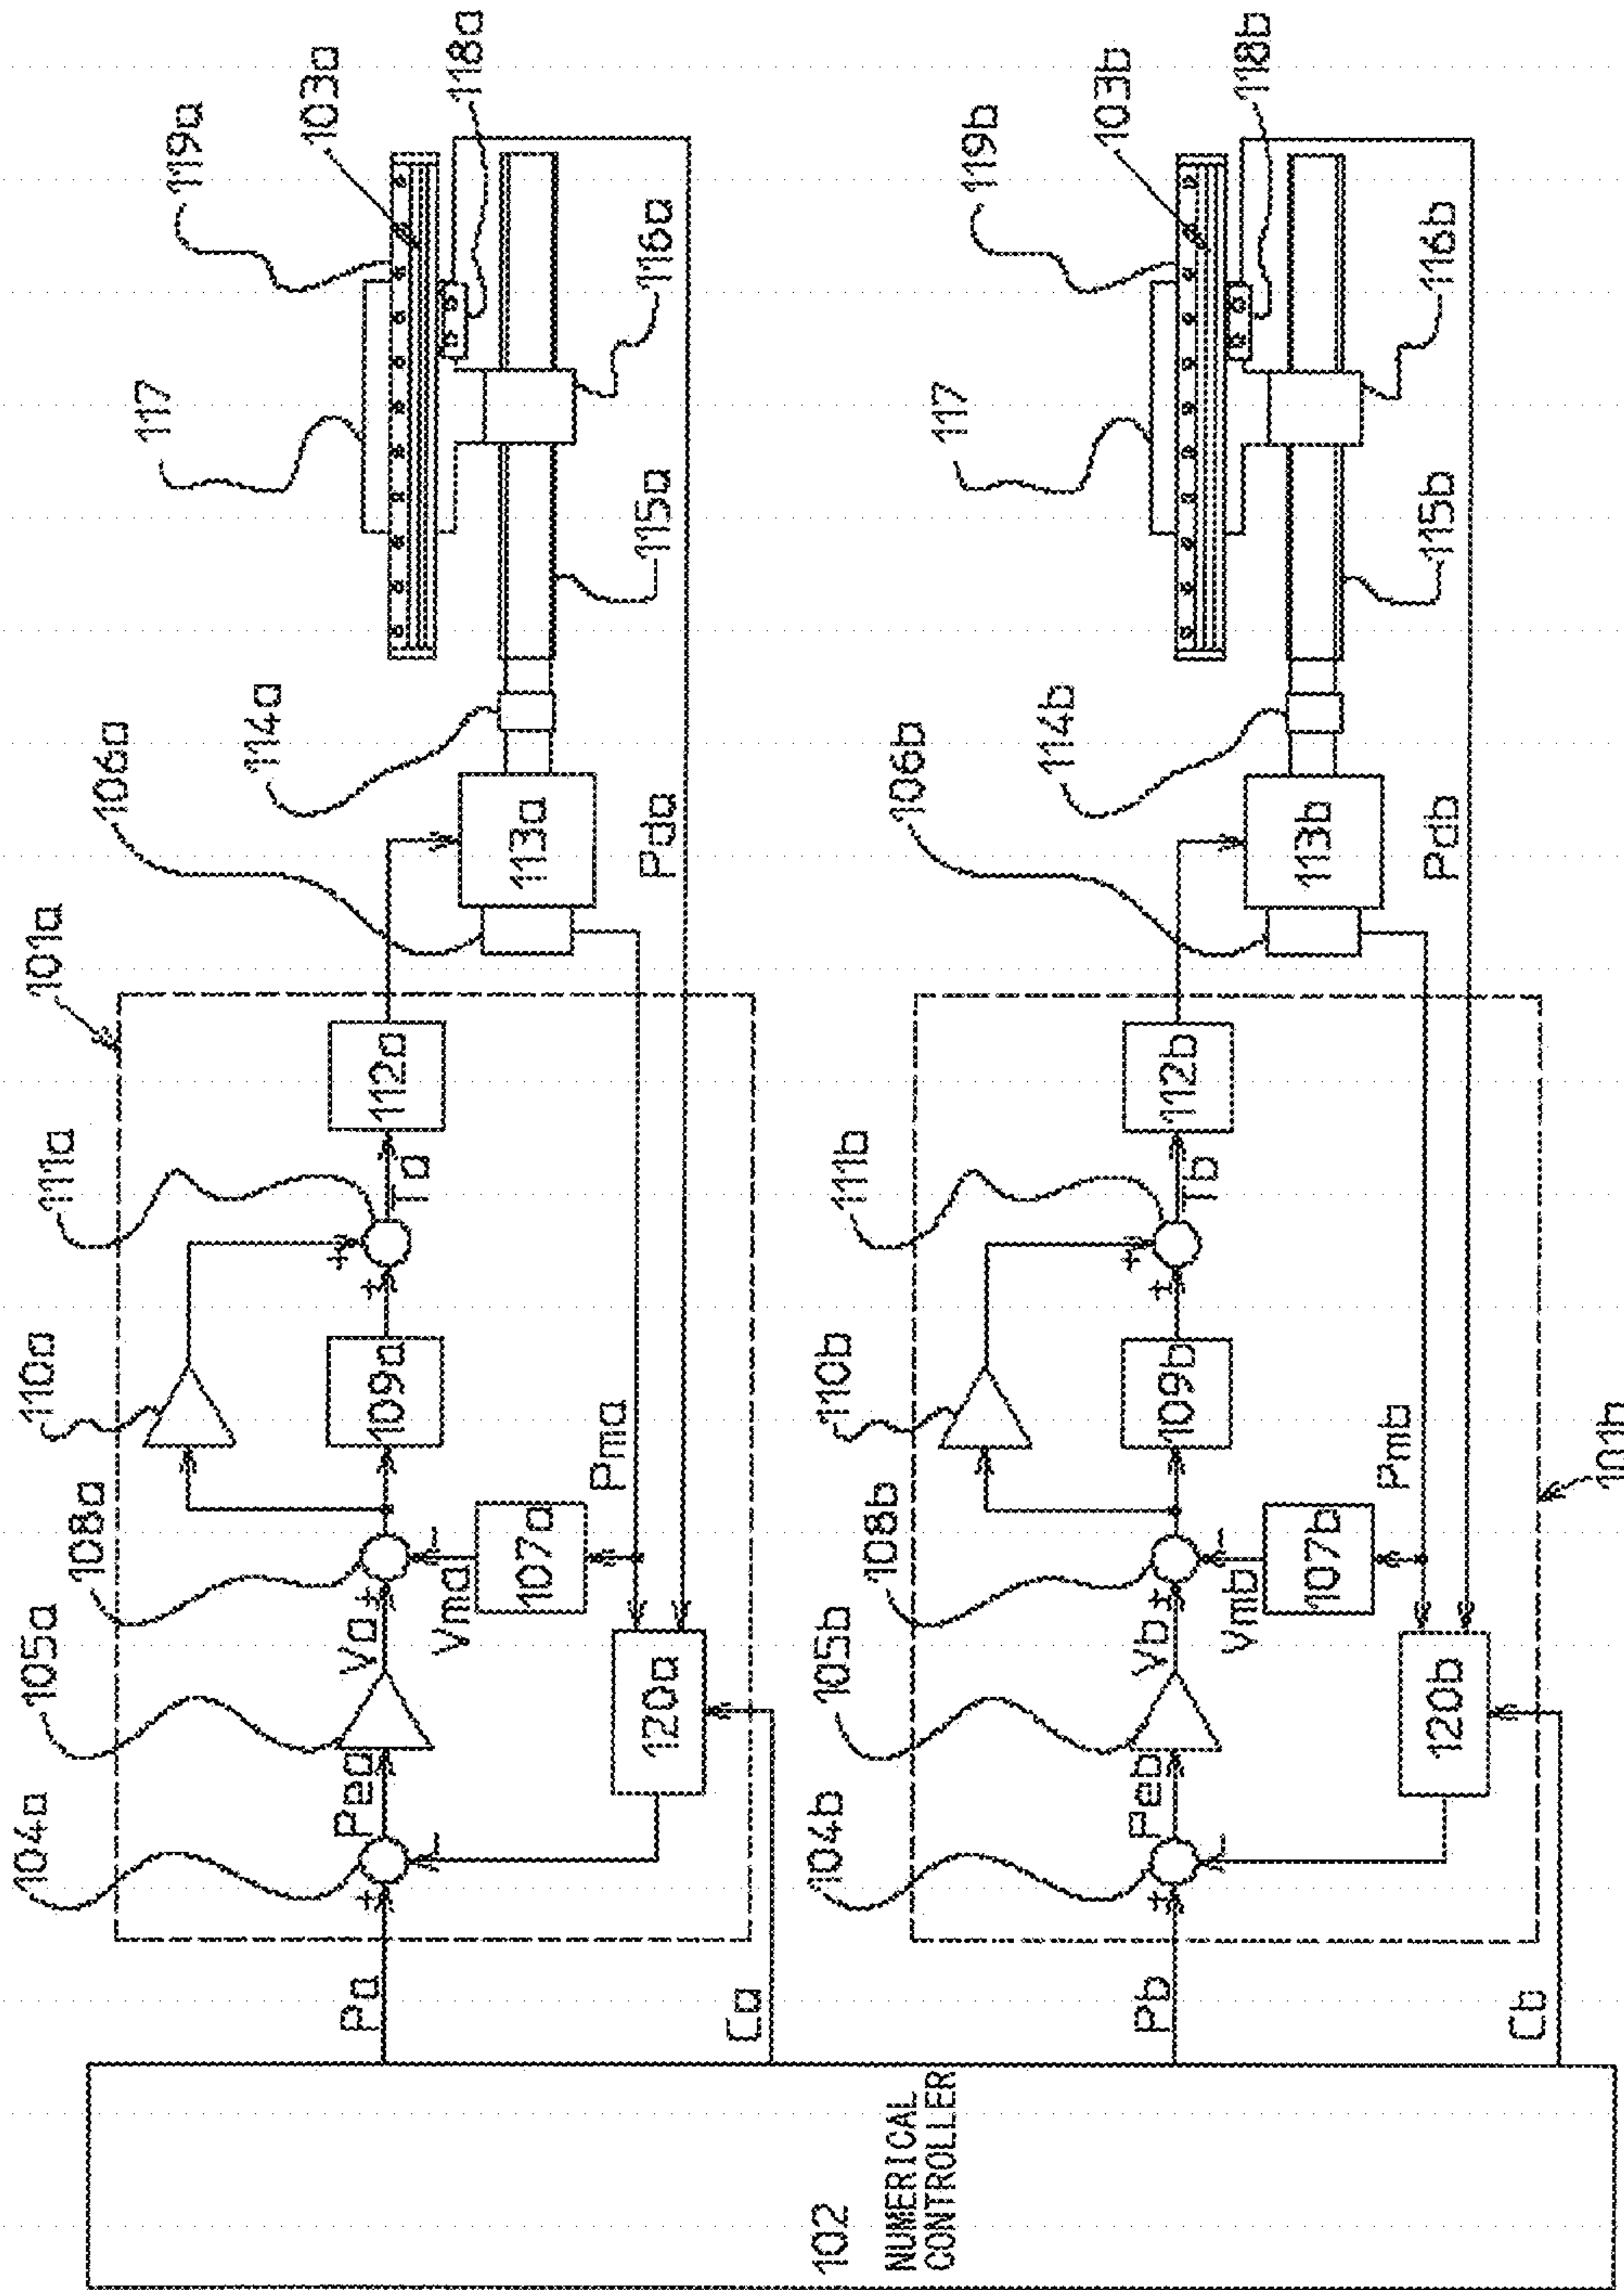 102
NUMERICAL
CONTROLLER
Pa
Ca
101a
104a
Pea
105a
Va
108a
Vma
107a
120a
110a
109a
111a
Ta
112a
Pma
Pda
106a
113a
114a
115a
116a
117
118a
119a
103a
+
-
+
-
+
+
Pb
Cb
101b
104b
Peb
105b
Vb
108b
Vmb
107b
120b
110b
109b
111b
Tb
112b
Pmb
Pdb
106b
113b
114b
115b
116b
117
118b
119b
103b
+
-
+
-
+
+